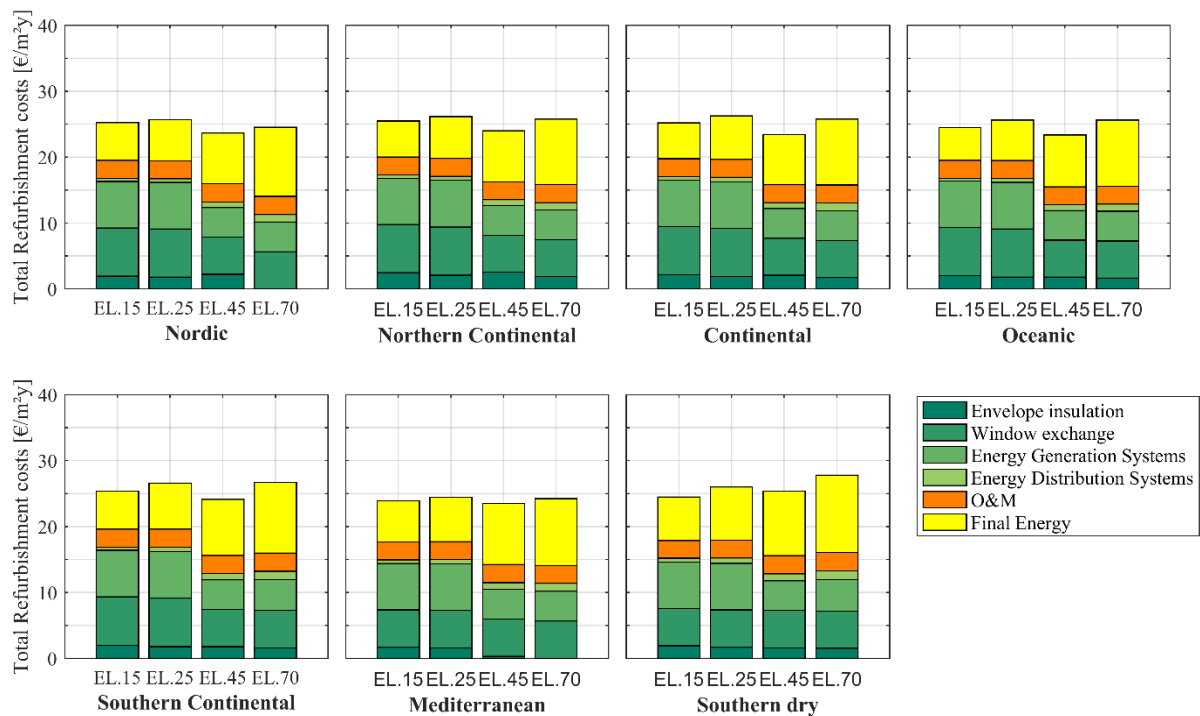 Total Refurbishment costs [€/m²y]
40
30
20
10
0
EL.15 EL.25 EL.45 EL.70
Nordic
EL.15 EL.25 EL.45 EL.70
Northern Continental
EL.15 EL.25 EL.45 EL.70
Continental
EL.15 EL.25 EL.45 EL.70
Oceanic
Total Refurbishment costs [€/m²y]
40
30
20
10
0
EL.15 EL.25 EL.45 EL.70
Southern Continental
EL.15 EL.25 EL.45 EL.70
Mediterranean
EL.15 EL.25 EL.45 EL.70
Southern dry
Envelope insulation
Window exchange
Energy Generation Systems
Energy Distribution Systems
O&M
Final Energy